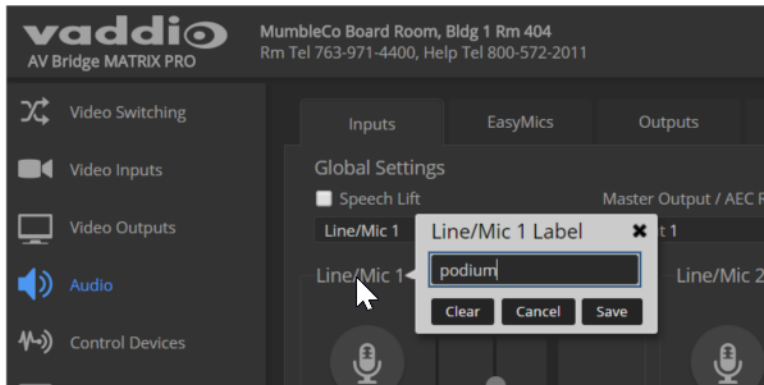 vaddio
AV Bridge MATRIX PRO
MumbleCo Board Room, Bldg 1 Rm 404
Rm Tel 763-971-4400, Help Tel 800-572-2011
Video Switching
Video Inputs
Video Outputs
Audio
Control Devices
Inputs
EasyMics
Outputs
Global Settings
Speech Lift
Master Output / AEC
Line/Mic 1
Line/Mic 1 Label
podium
Clear
Cancel
Save
t 1
Line/Mic 1
Line/Mic 2